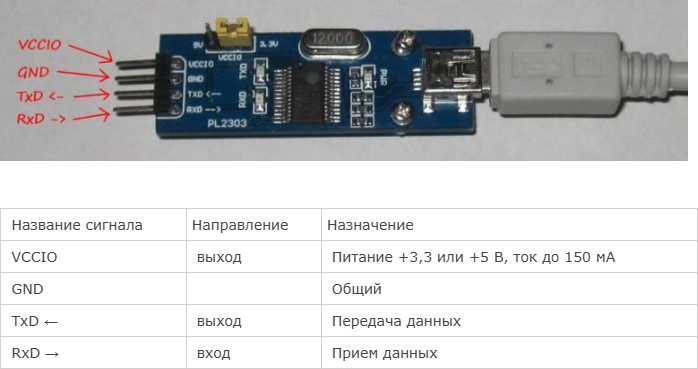 VCCIO
GND
TxD <-
RxD ->
5V
3.3V
VCCIO
12.000
VCCIO
GND
TXD <--
RXD -->
TXD
RXD
PWR
PL2303
Название сигнала Направление Назначение
VCCIO выход Питание +3,3 или +5 В, ток до 150 мА
GND Общий
TxD ← выход Передача данных
RxD → вход Прием данных